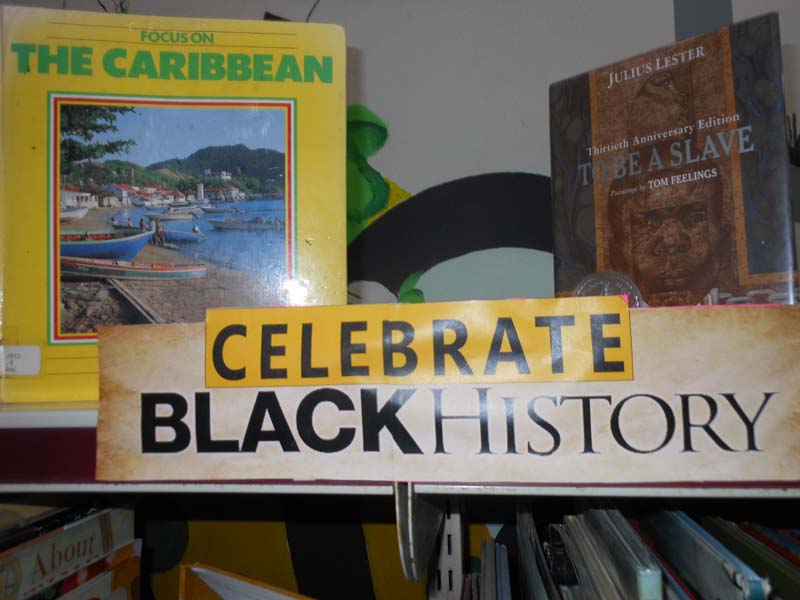 FOCUS ON
THE CARIBBEAN
JULIUS LESTER
Thirtieth Anniversary Edition
TO BE A SLAVE
Paintings by TOM FEELINGS
CELEBRATE
BLACK HISTORY
About